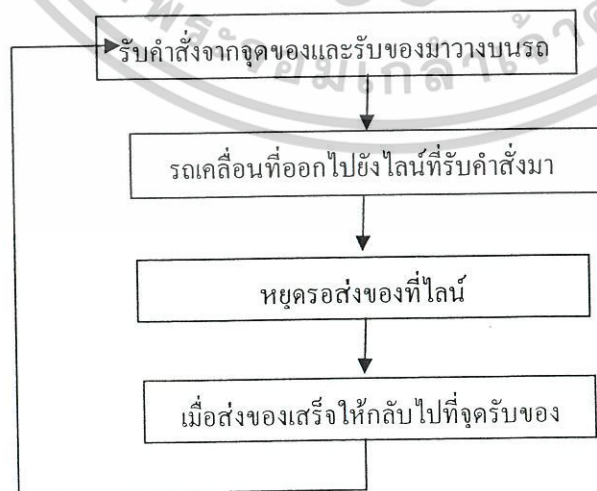 รับคำสั่งจากจุดของและรับของมาวางบนรถ
รถเคลื่อนที่ออกไปยังไลน์ที่รับคำสั่งมา
หยุดรอส่งของที่ไลน์
เมื่อส่งของเสร็จให้กลับไปที่จุดรับของ